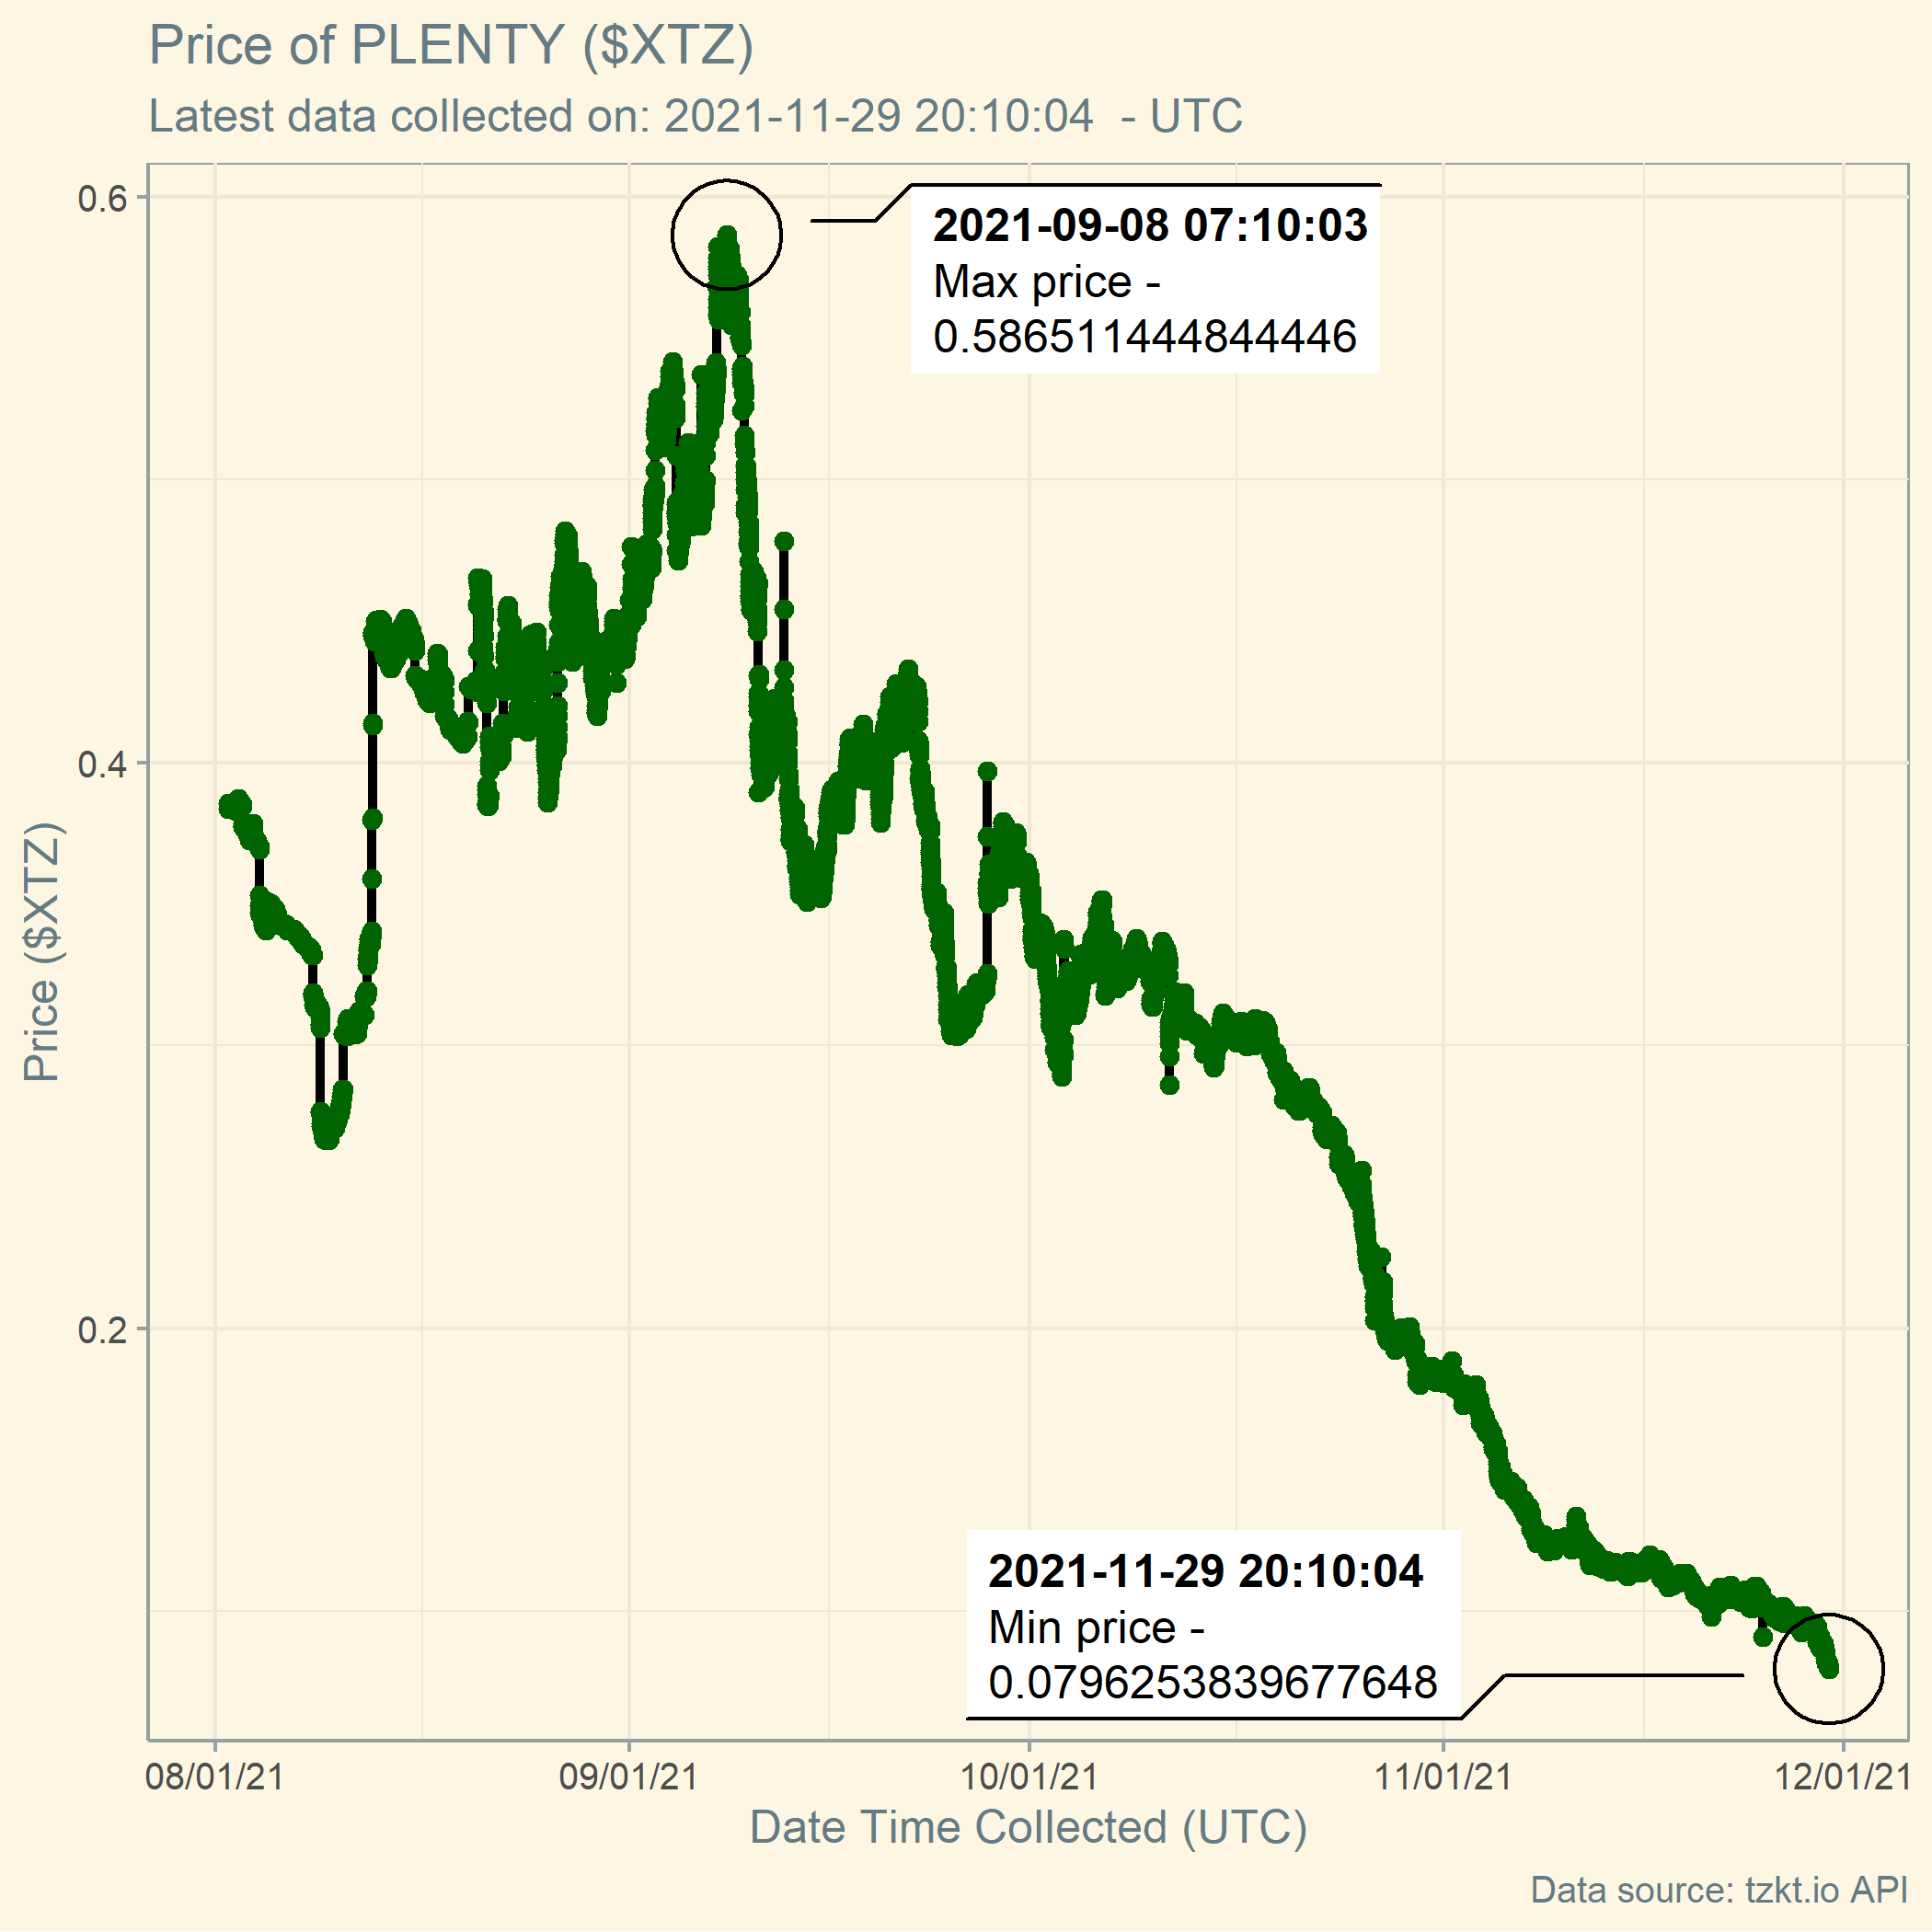 Price of PLENTY ($XTZ)
Latest data collected on: 2021-11-29 20:10:04  - UTC
0.6
0.4
0.2
Price ($XTZ)
2021-09-08 07:10:03
Max price -
0.586511444844446
2021-11-29 20:10:04
Min price -
0.0796253839677648
08/01/21
09/01/21
10/01/21
11/01/21
12/01/21
Date Time Collected (UTC)
Data source: tzkt.io API